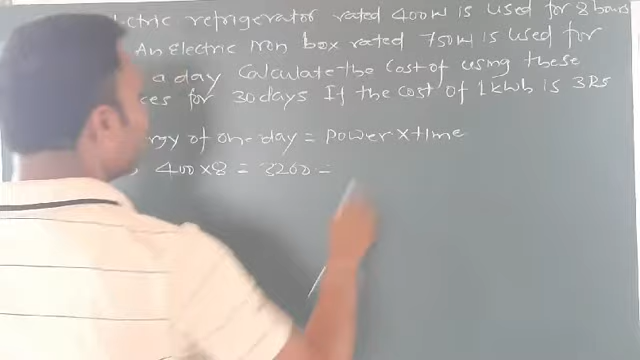 ctric refrigerator rated 400W is used for 8 hours
An Electric iron box rated 750W is used for
a day Calculate the Cost of using these
ces for 30 days If the cost of 1 kwh is 3Rs
rgy of one day = power x time
400x8 = 3200 =